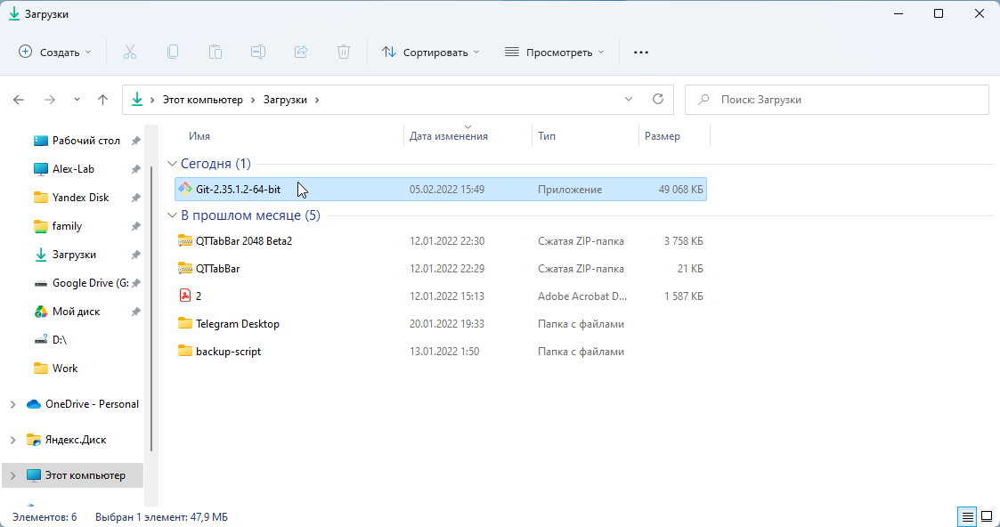 Загрузки
Создать Сортировать Просмотреть
Этот компьютер Загрузки Поиск: Загрузки
Имя Дата изменения Тип Размер
Рабочий стол
Alex-Lab
Yandex Disk
family
Загрузки
Google Drive (G:
Мой диск
D:\
Work
OneDrive - Personal
Яндекс.Диск
Этот компьютер
Сегодня (1)
Git-2.35.1.2-64-bit 05.02.2022 15:49 Приложение 49 068 КБ
В прошлом месяце (5)
QTTabBar 2048 Beta2 12.01.2022 22:30 Сжатая ZIP-папка 3 758 КБ
QTTabBar 12.01.2022 22:29 Сжатая ZIP-папка 21 КБ
2 12.01.2022 15:13 Adobe Acrobat D... 1 587 КБ
Telegram Desktop 20.01.2022 19:33 Папка с файлами
backup-script 13.01.2022 1:50 Папка с файлами
Элементов: 6 Выбран 1 элемент: 47,9 МБ